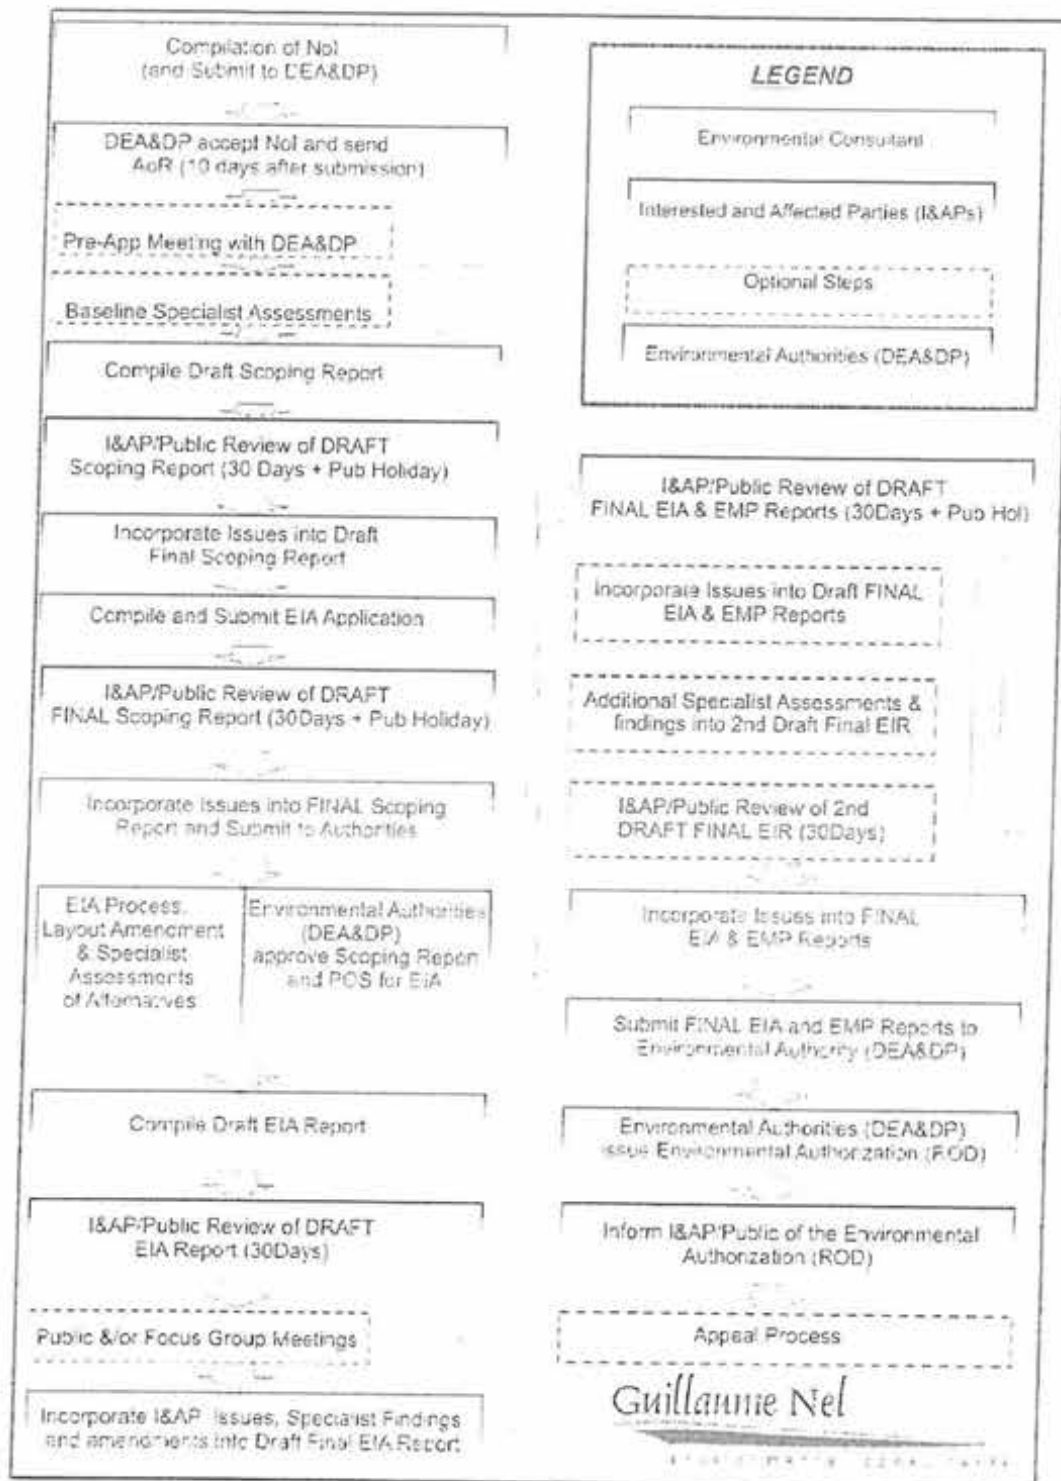 Compilation of NoI
(and Submit to DEA&DP)
DEA&DP accept NoI and send
AoR (10 days after submission)
Pre-App Meeting with DEA&DP
Baseline Specialist Assessments
Compile Draft Scoping Report
I&AP/Public Review of DRAFT
Scoping Report (30 Days + Pub Holiday)
Incorporate Issues into Draft
Final Scoping Report
Compile and Submit EIA Application
I&AP/Public Review of DRAFT
FINAL Scoping Report (30Days + Pub Holiday)
Incorporate Issues into FINAL Scoping
Report and Submit to Authorities
EIA Process,
Layout Amendment
& Specialist
Assessments
of Alternatives
Environmental Authorities
(DEA&DP)
approve Scoping Report
and POS for EIA
Compile Draft EIA Report
I&AP/Public Review of DRAFT
EIA Report (30Days)
Public &/or Focus Group Meetings
Incorporate I&AP Issues, Specialist Findings
and amendments into Draft Final EIA Report
LEGEND
Environmental Consultant
Interested and Affected Parties (I&APs)
Optional Steps
Environmental Authorities (DEA&DP)
I&AP/Public Review of DRAFT
FINAL EIA & EMP Reports (30Days + Pub Hol)
Incorporate Issues into Draft FINAL
EIA & EMP Reports
Additional Specialist Assessments &
findings into 2nd Draft Final EIR
I&AP/Public Review of 2nd
DRAFT FINAL EIR (30Days)
Incorporate Issues into FINAL
EIA & EMP Reports
Submit FINAL EIA and EMP Reports to
Environmental Authority (DEA&DP)
Environmental Authorities (DEA&DP)
issue Environmental Authorization (ROD)
Inform I&AP/Public of the Environmental
Authorization (ROD)
Appeal Process
Guillaume Nel